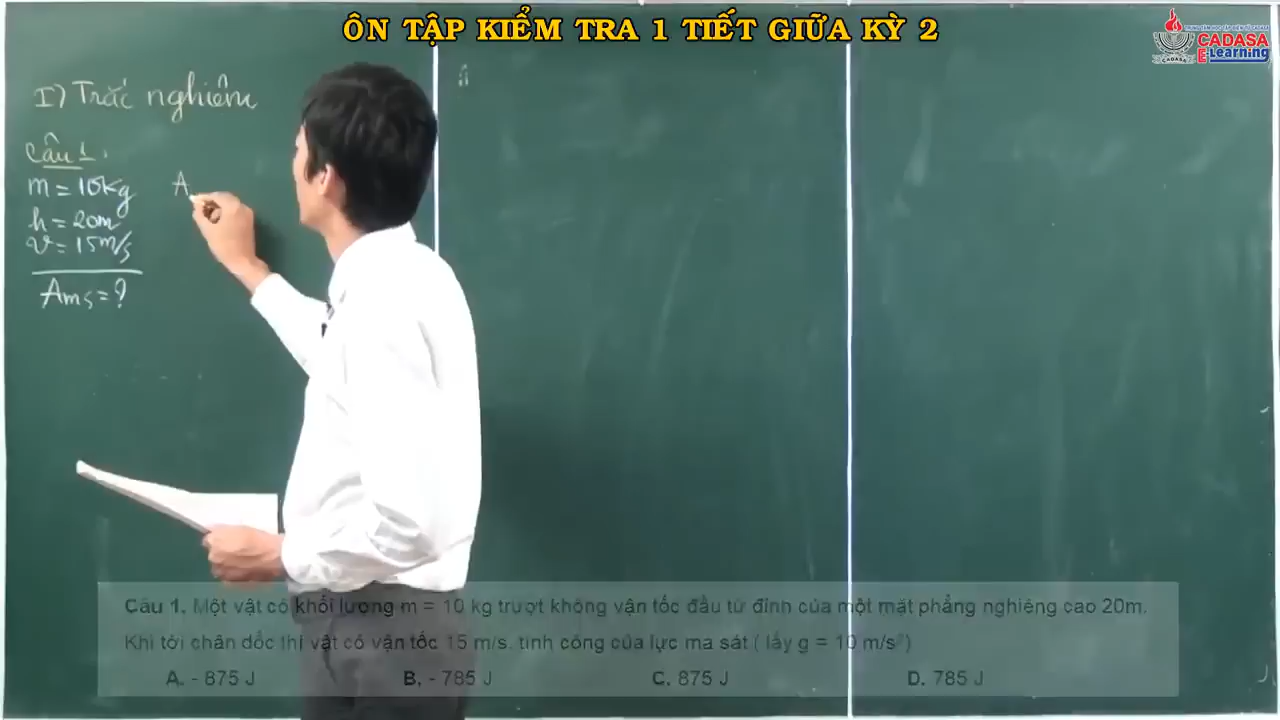 ÔN TẬP KIỂM TRA 1 TIẾT GIỮA KỲ 2
CADASA
E-Learning
CADASA
I) Trắc nghiệm
Câu 1.
m = 10kg
A
h = 20m
v = 15m/s
Ams = ?
Câu 1. Một vật có khối lương m = 10 kg trượt không vận tốc đầu từ đỉnh của một mặt phẳng nghiêng cao 20m.
Khi tới chân dốc thì vật có vận tốc 15 m/s. tính công của lực ma sát ( lấy g = 10 m/s²)
A. - 875 J B. - 785 J C. 875 J D. 785 J